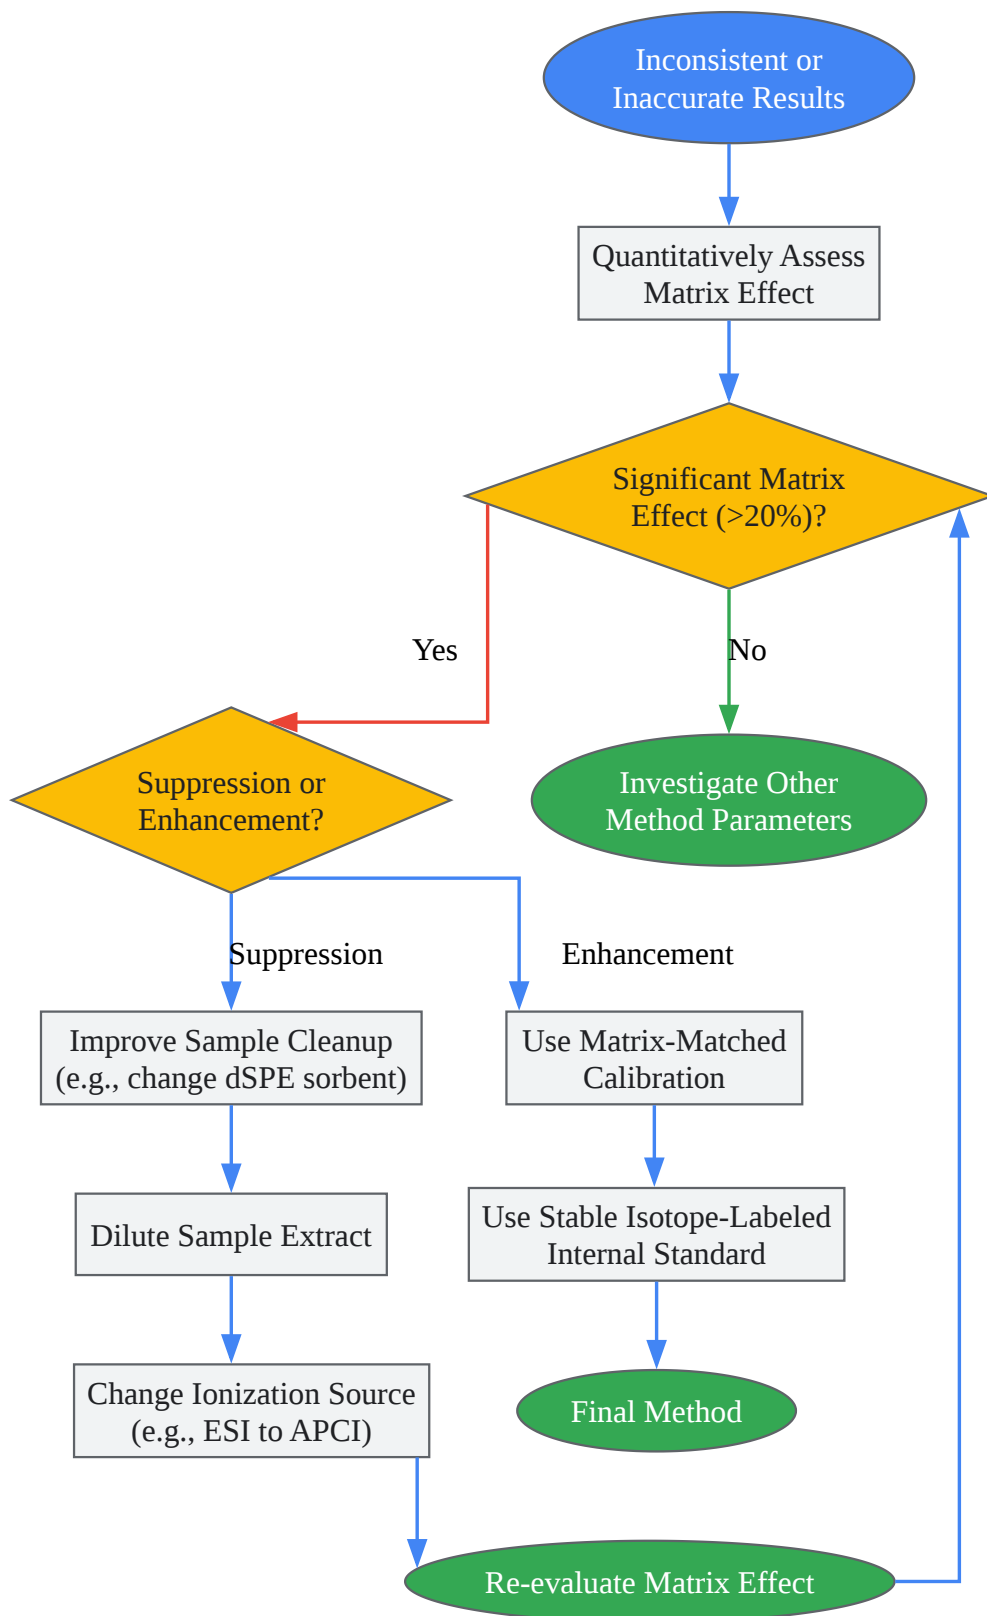 Inconsistent or
Inaccurate Results
Quantitatively Assess
Matrix Effect
Significant Matrix
Effect (>20%)?
Yes
No
Suppression or
Enhancement?
Investigate Other
Method Parameters
Suppression
Enhancement
Improve Sample Cleanup
(e.g., change dSPE sorbent)
Use Matrix-Matched
Calibration
Dilute Sample Extract
Use Stable Isotope-Labeled
Internal Standard
Change Ionization Source
(e.g., ESI to APCI)
Final Method
Re-evaluate Matrix Effect